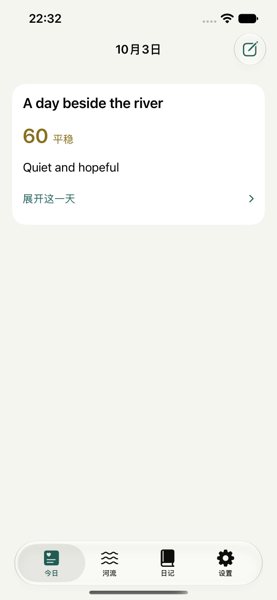 22:32
10月3日
A day beside the river
60 平稳
Quiet and hopeful
展开这一天
今日
河流
日记
设置